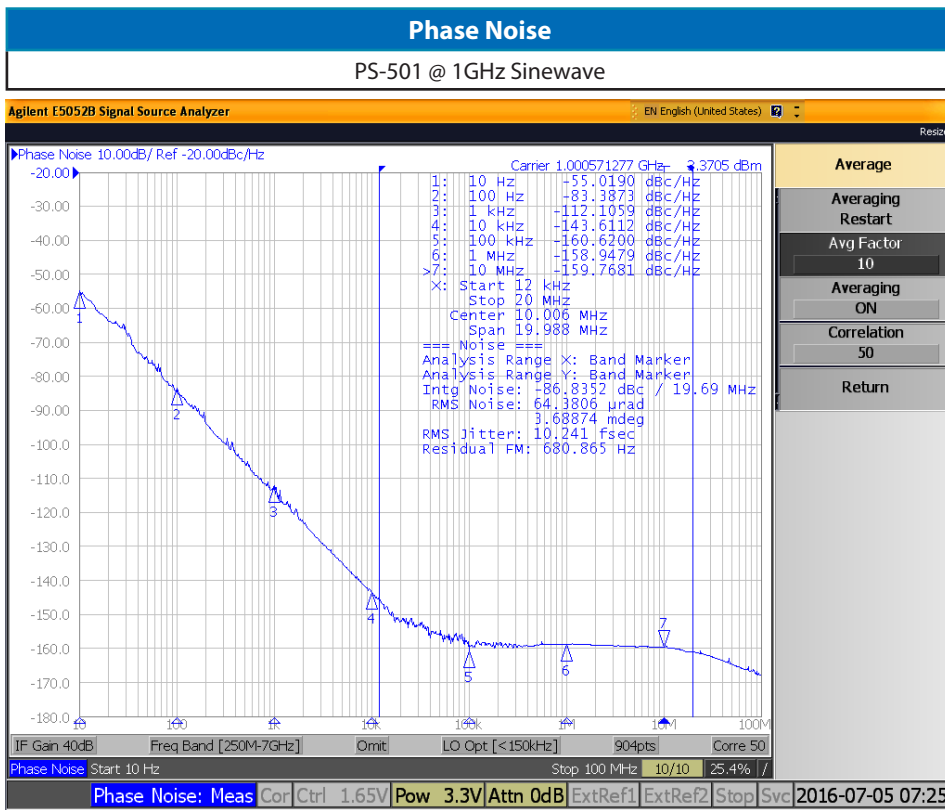 Phase Noise
PS-501 @ 1GHz Sinewave
Agilent E5052B Signal Source Analyzer
EN English (United States)
Resize
Phase Noise 10.00dB/ Ref -20.00dBc/Hz
Carrier 1.000571277 GHz 3.3705 dBm
1: 10 Hz -55.0190 dBc/Hz
2: 100 Hz -83.3873 dBc/Hz
3: 1 kHz -112.1059 dBc/Hz
4: 10 kHz -143.6112 dBc/Hz
5: 100 kHz -160.6200 dBc/Hz
6: 1 MHz -158.9479 dBc/Hz
>7: 10 MHz -159.7681 dBc/Hz
X: Start 12 kHz
Stop 20 MHz
Center 10.006 MHz
Span 19.988 MHz
=== Noise ===
Analysis Range X: Band Marker
Analysis Range Y: Band Marker
Intg Noise: -86.8352 dBc / 19.69 MHz
RMS Noise: 64.3806 µrad
3.68874 mdeg
RMS Jitter: 10.241 fsec
Residual FM: 680.865 Hz
-20.00
-30.00
-40.00
-50.00
-60.00
-70.00
-80.00
-90.00
-100.0
-110.0
-120.0
-130.0
-140.0
-150.0
-160.0
-170.0
-180.0
1
2
3
4
5
6
7
10 100 1k 10k 100k 1M 10M 100M
Average
Averaging
Restart
Avg Factor
10
Averaging
ON
Correlation
50
Return
IF Gain 40dB Freq Band [250M-7GHz] Omit LO Opt [<150kHz] 904pts Corre 50
Phase Noise Start 10 Hz Stop 100 MHz 10/10 25.4% /
Phase Noise: Meas Cor Ctrl 1.65V Pow 3.3V Attn 0dB ExtRef1 ExtRef2 Stop Svc 2016-07-05 07:25